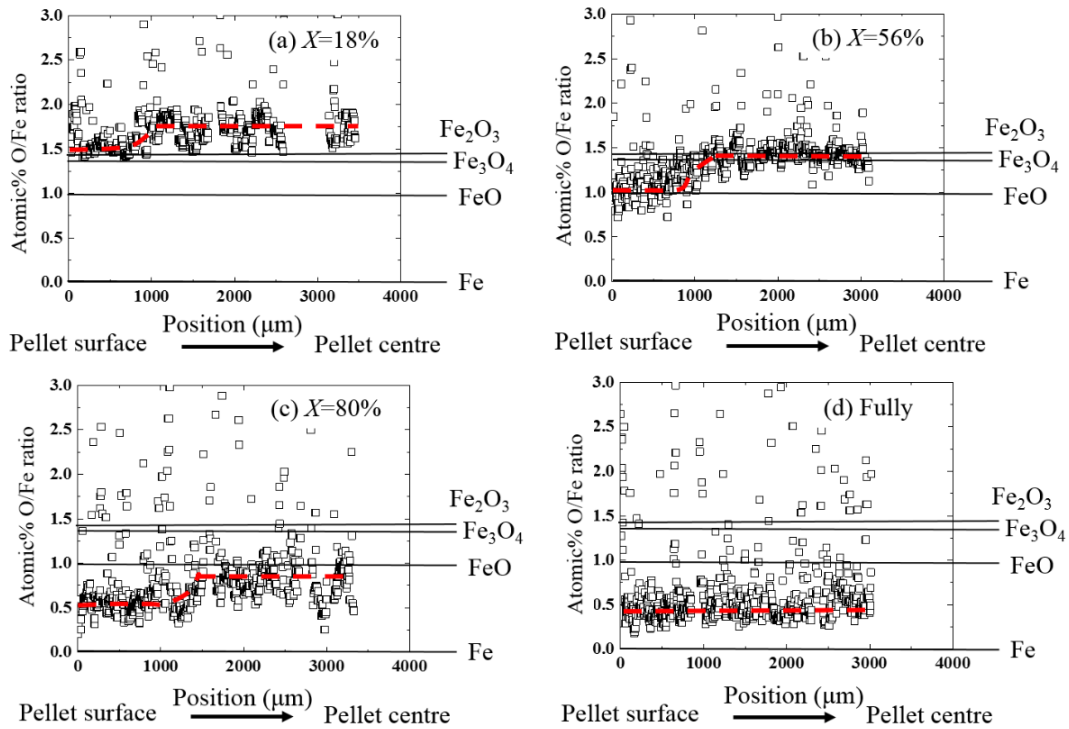 (a) X=18%
Atomic% O/Fe ratio
3.0
2.5
2.0
1.5
1.0
0.5
0.0
0
1000
2000
3000
4000
Fe₂O₃
Fe₃O₄
FeO
Fe
Position (μm)
Pellet surface
Pellet centre
(b) X=56%
Atomic% O/Fe ratio
3.0
2.5
2.0
1.5
1.0
0.5
0.0
0
1000
2000
3000
4000
Fe₂O₃
Fe₃O₄
FeO
Fe
Position (μm)
Pellet surface
Pellet centre
(c) X=80%
Atomic% O/Fe ratio
3.0
2.5
2.0
1.5
1.0
0.5
0.0
0
1000
2000
3000
4000
Fe₂O₃
Fe₃O₄
FeO
Fe
Position (μm)
Pellet surface
Pellet centre
(d) Fully
Atomic% O/Fe ratio
3.0
2.5
2.0
1.5
1.0
0.5
0.0
0
1000
2000
3000
4000
Fe₂O₃
Fe₃O₄
FeO
Fe
Position (μm)
Pellet surface
Pellet centre